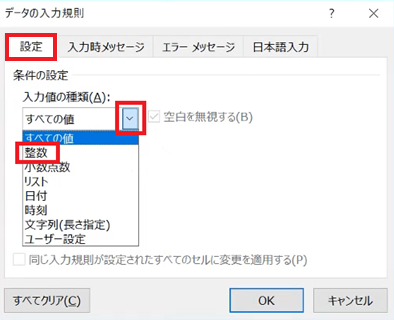 データの入力規則 ?
設定 入力時メッセージ エラー メッセージ 日本語入力
条件の設定
入力値の種類(A):
すべての値 空白を無視する(B)
すべての値
整数
小数点数
リスト
日付
時刻
文字列(長さ指定)
ユーザー設定
同じ入力規則が設定されたすべてのセルに変更を適用する(P)
すべてクリア(C) OK キャンセル